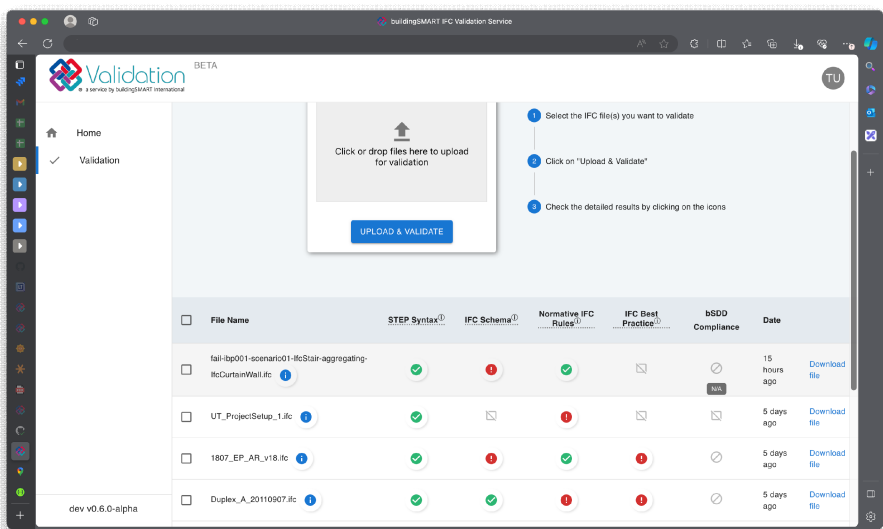 buildingSMART IFC Validation Service
Validation BETA
a service by buildingSMART International
TU
Home
Validation
Click or drop files here to upload
for validation
UPLOAD & VALIDATE
1 Select the IFC file(s) you want to validate
2 Click on "Upload & Validate"
3 Check the detailed results by clicking on the icons
File Name STEP Syntax IFC Schema Normative IFC Rules IFC Best Practice bSDD Compliance Date
fail-ibp001-scenario01-IfcStair-aggregating-
IfcCurtainWall.ifc 15 hours ago Download file
N/A
UT_ProjectSetup_1.ifc 5 days ago Download file
1807_EP_AR_v18.ifc 5 days ago Download file
Duplex_A_20110907.ifc 5 days ago Download file
dev v0.6.0-alpha